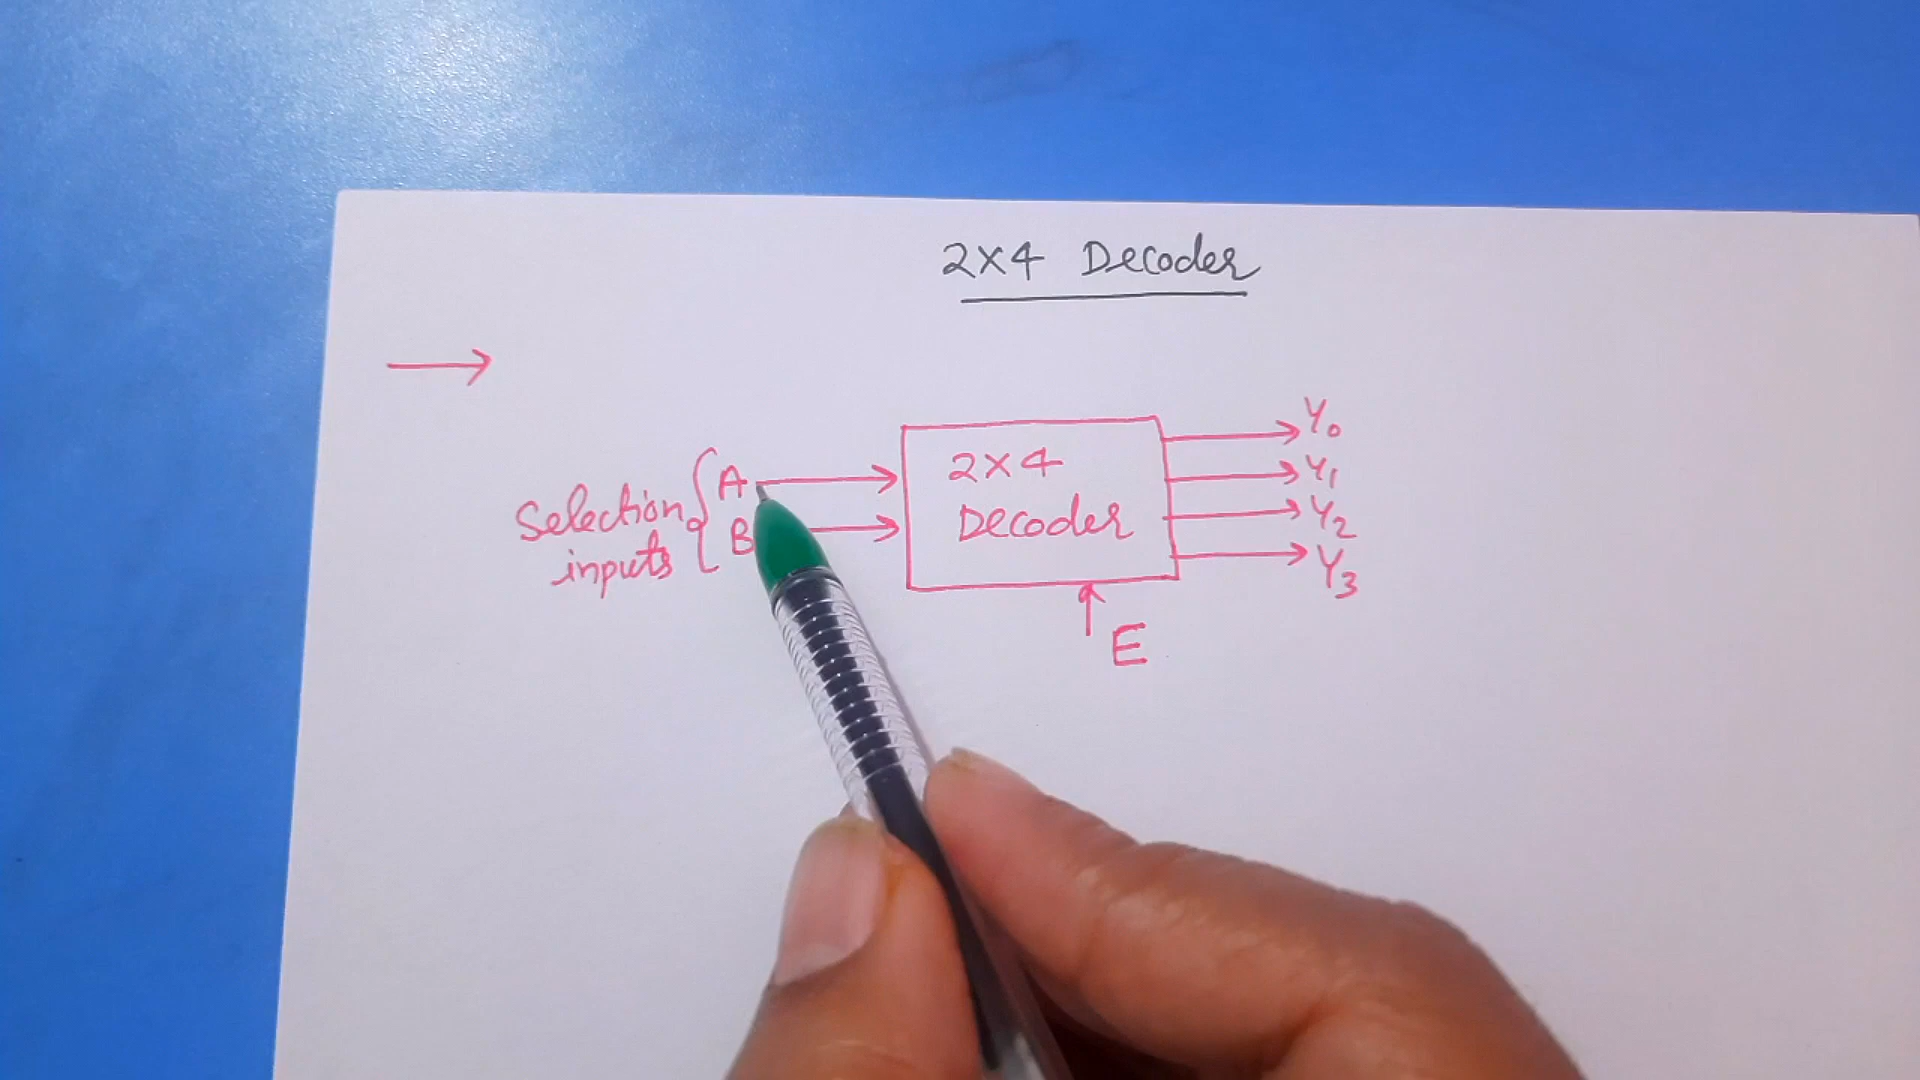 2x4 Decoder
Selection
inputs
A
B
2x4
Decoder
Y0
Y1
Y2
Y3
E